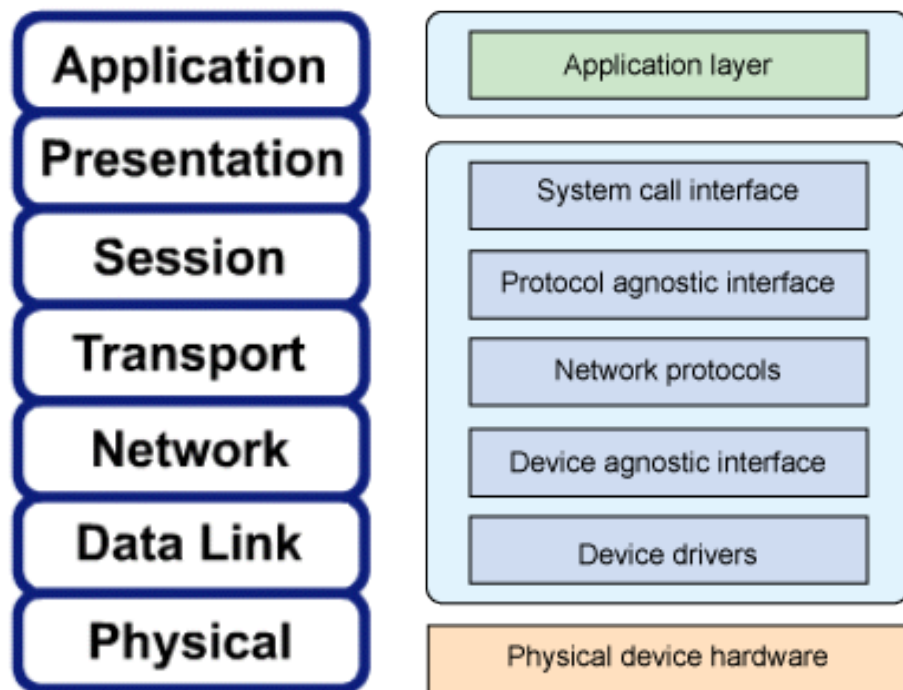 Application
Presentation
Session
Transport
Network
Data Link
Physical
Application layer
System call interface
Protocol agnostic interface
Network protocols
Device agnostic interface
Device drivers
Physical device hardware